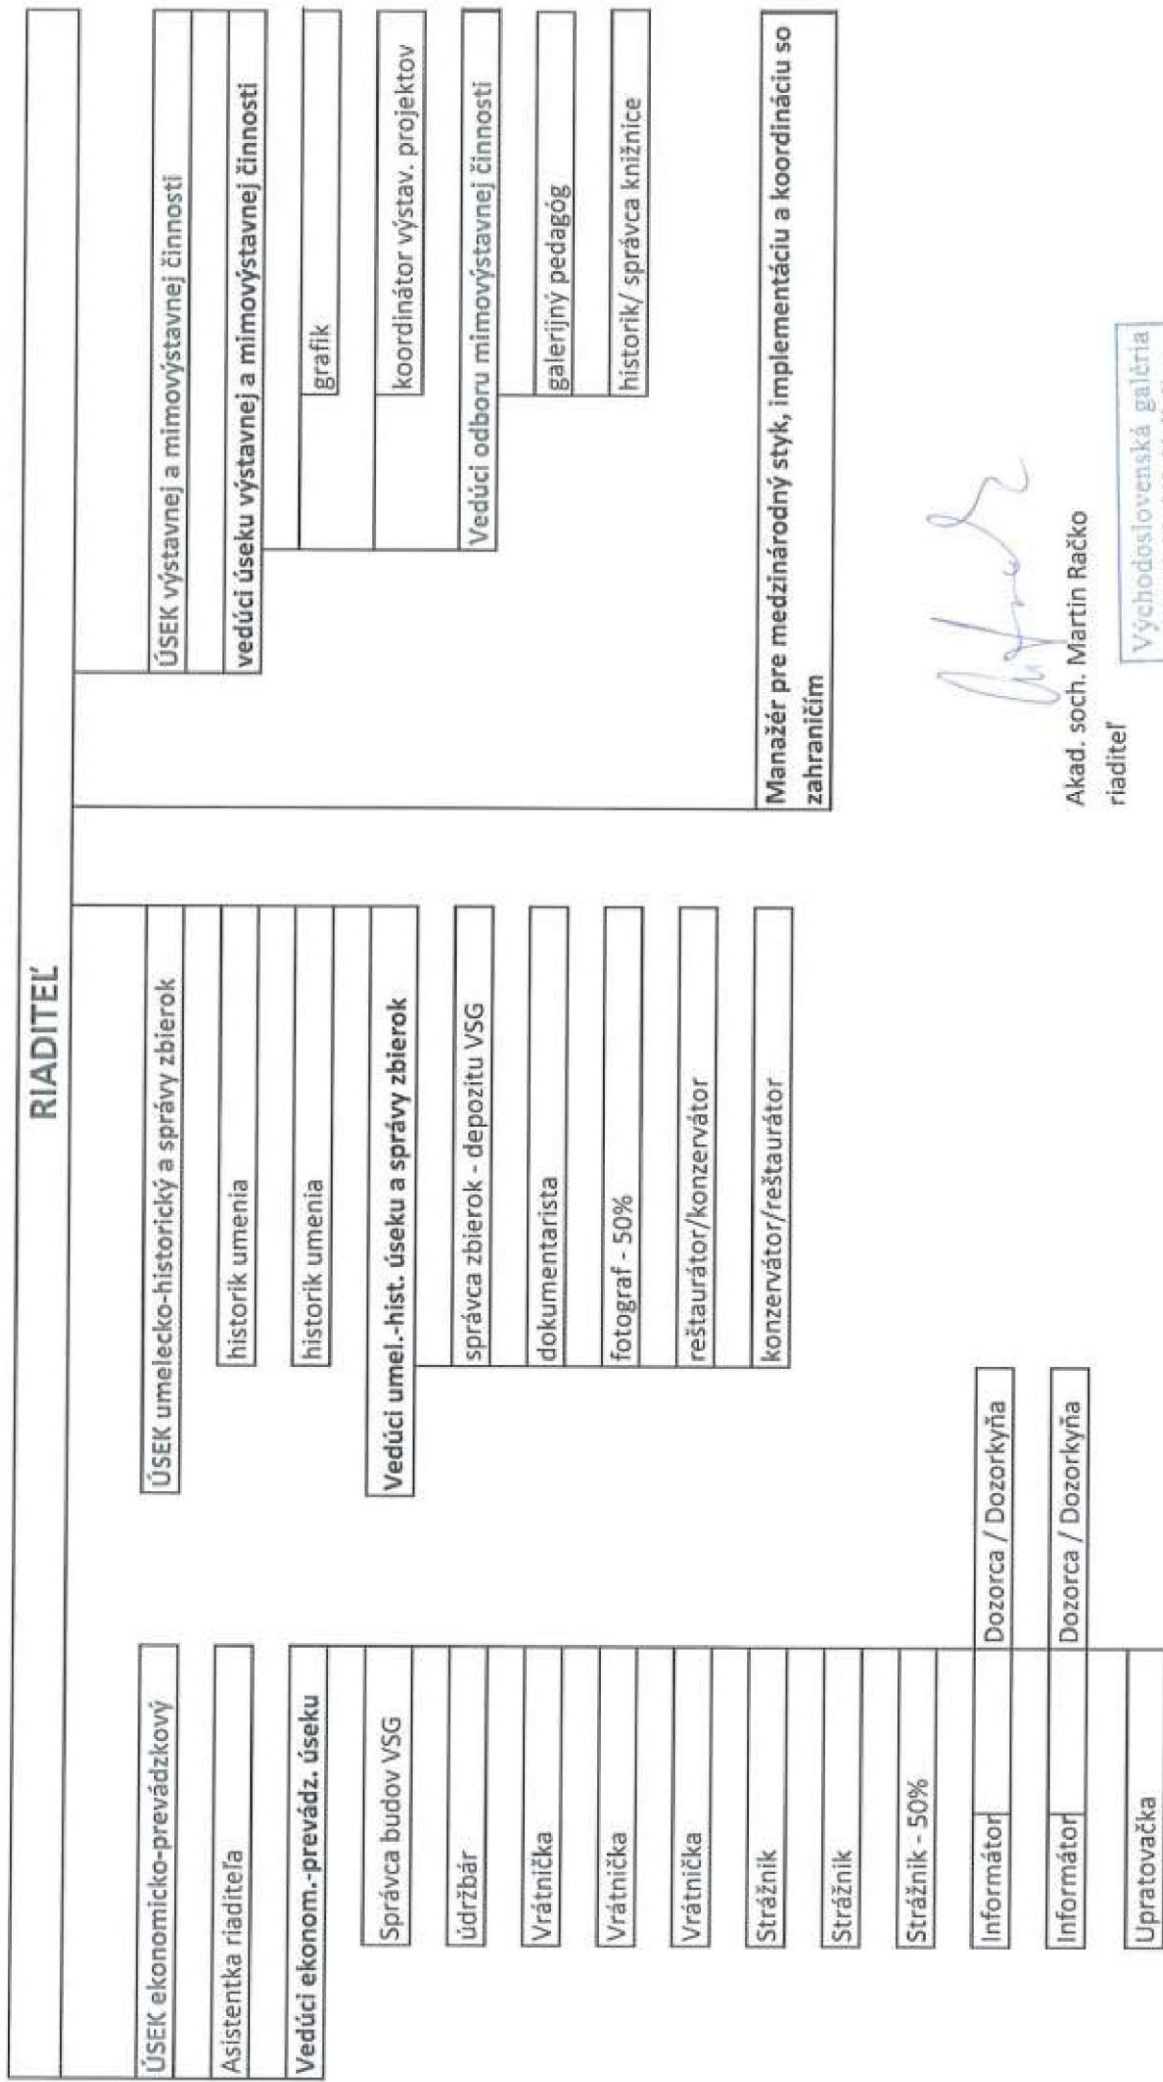 RIADITEĽ
ÚSEK ekonomicko-prevádzkový
Asistentka riaditeľa
Vedúci ekonom.-prevádz. úseku
Správca budov VSG
údržbár
Vrátnička
Vrátnička
Vrátnička
Strážnik
Strážnik
Strážnik - 50%
Informátor
Dozorca / Dozorkyňa
Informátor
Dozorca / Dozorkyňa
Upratovačka
ÚSEK umelecko-historický a správy zbierok
historik umenia
historik umenia
Vedúci umel.-hist. úseku a správy zbierok
správca zbierok - depozitu VSG
dokumentarista
fotograf - 50%
reštaurátor/konzervátor
konzervátor/reštaurátor
ÚSEK výstavnej a mimovýstavnej činnosti
vedúci úseku výstavnej a mimovýstavnej činnosti
grafik
koordinátor výstav. projektov
Vedúci odboru mimovýstavnej činnosti
galerijný pedagóg
historik/ správca knižnice
Manažér pre medzinárodný styk, implementáciu a koordináciu so
zahraničím
Akad. soch. Martin Račko
riaditeľ
Východoslovenská galéria